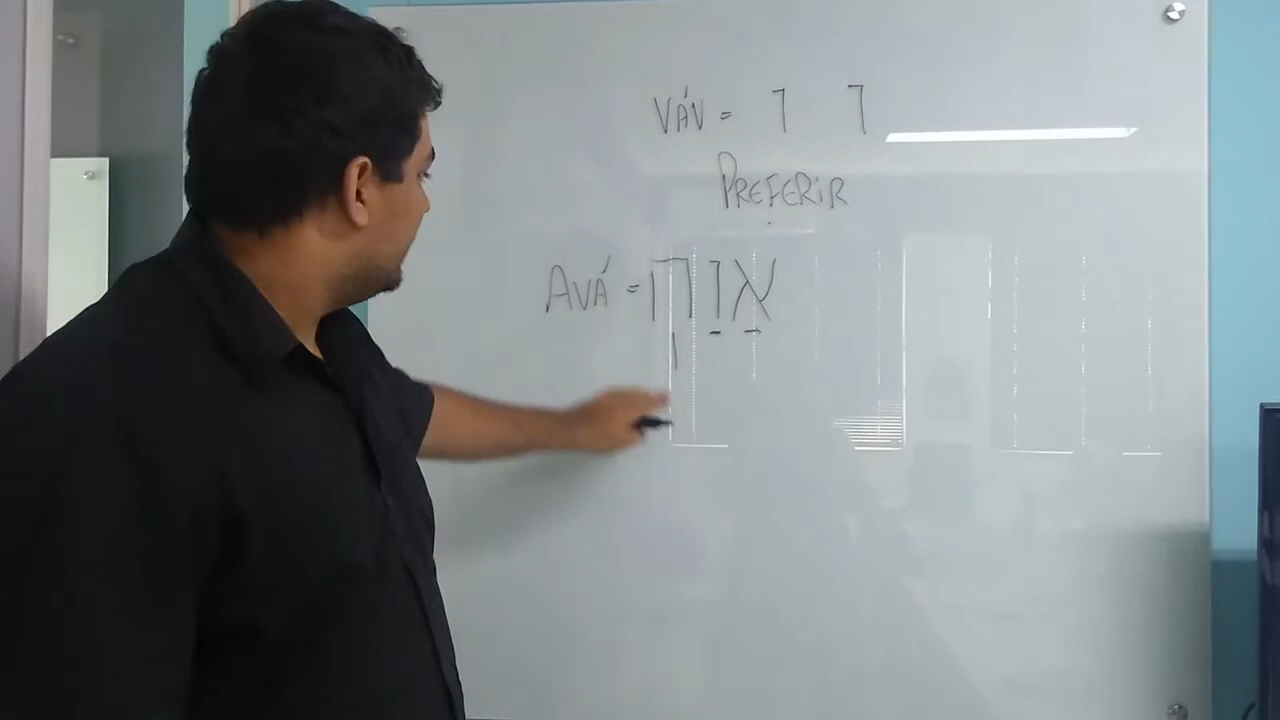 VÁV = ו ו
PREFERIR
AVÁ = אָוָה